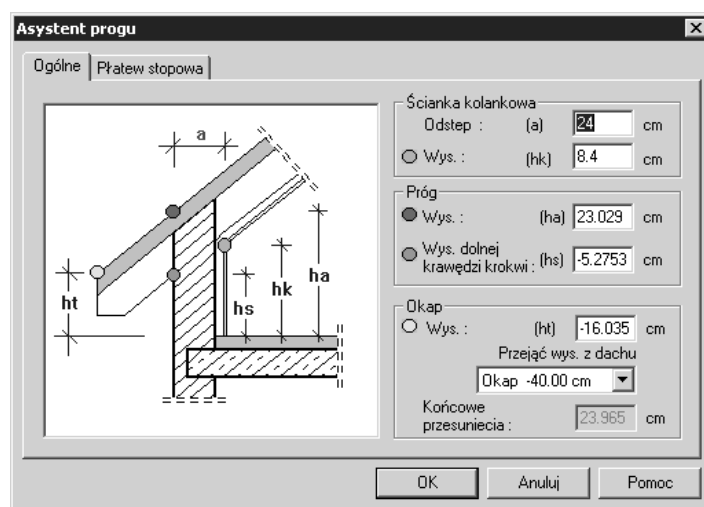 Asystent progu
Ogólne
Płatew stopowa
a
ht
hs
hk
ha
Ścianka kolankowa
Odstep : (a) 24 cm
Wys. : (hk) 8.4 cm
Próg
Wys. : (ha) 23.029 cm
Wys. dolnej
krawędzi krokwi : (hs) -5.2753 cm
Okap
Wys. : (ht) -16.035 cm
Przejąć wys. z dachu
Okap -40.00 cm
Końcowe
przesuniecia : 23.965 cm
OK
Anuluj
Pomoc